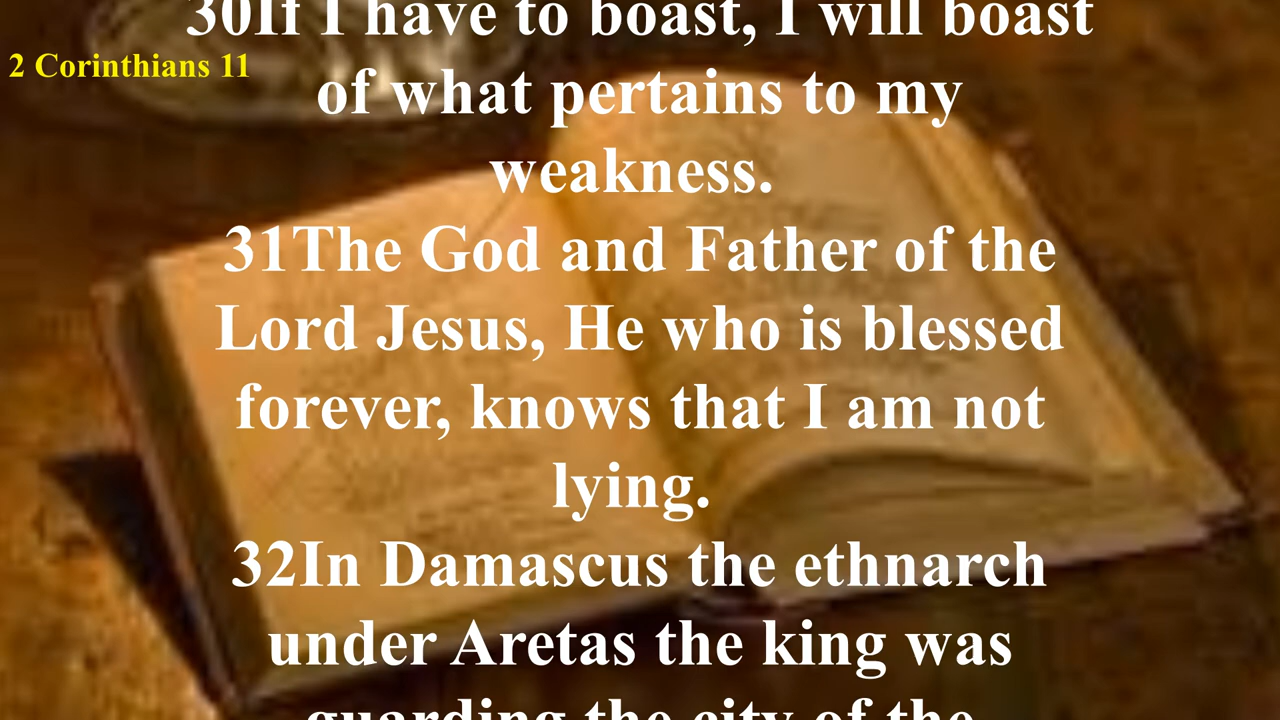 30If I have to boast, I will boast
2 Corinthians 11
of what pertains to my
weakness.
31The God and Father of the
Lord Jesus, He who is blessed
forever, knows that I am not
lying.
32In Damascus the ethnarch
under Aretas the king was
guarding the city of the